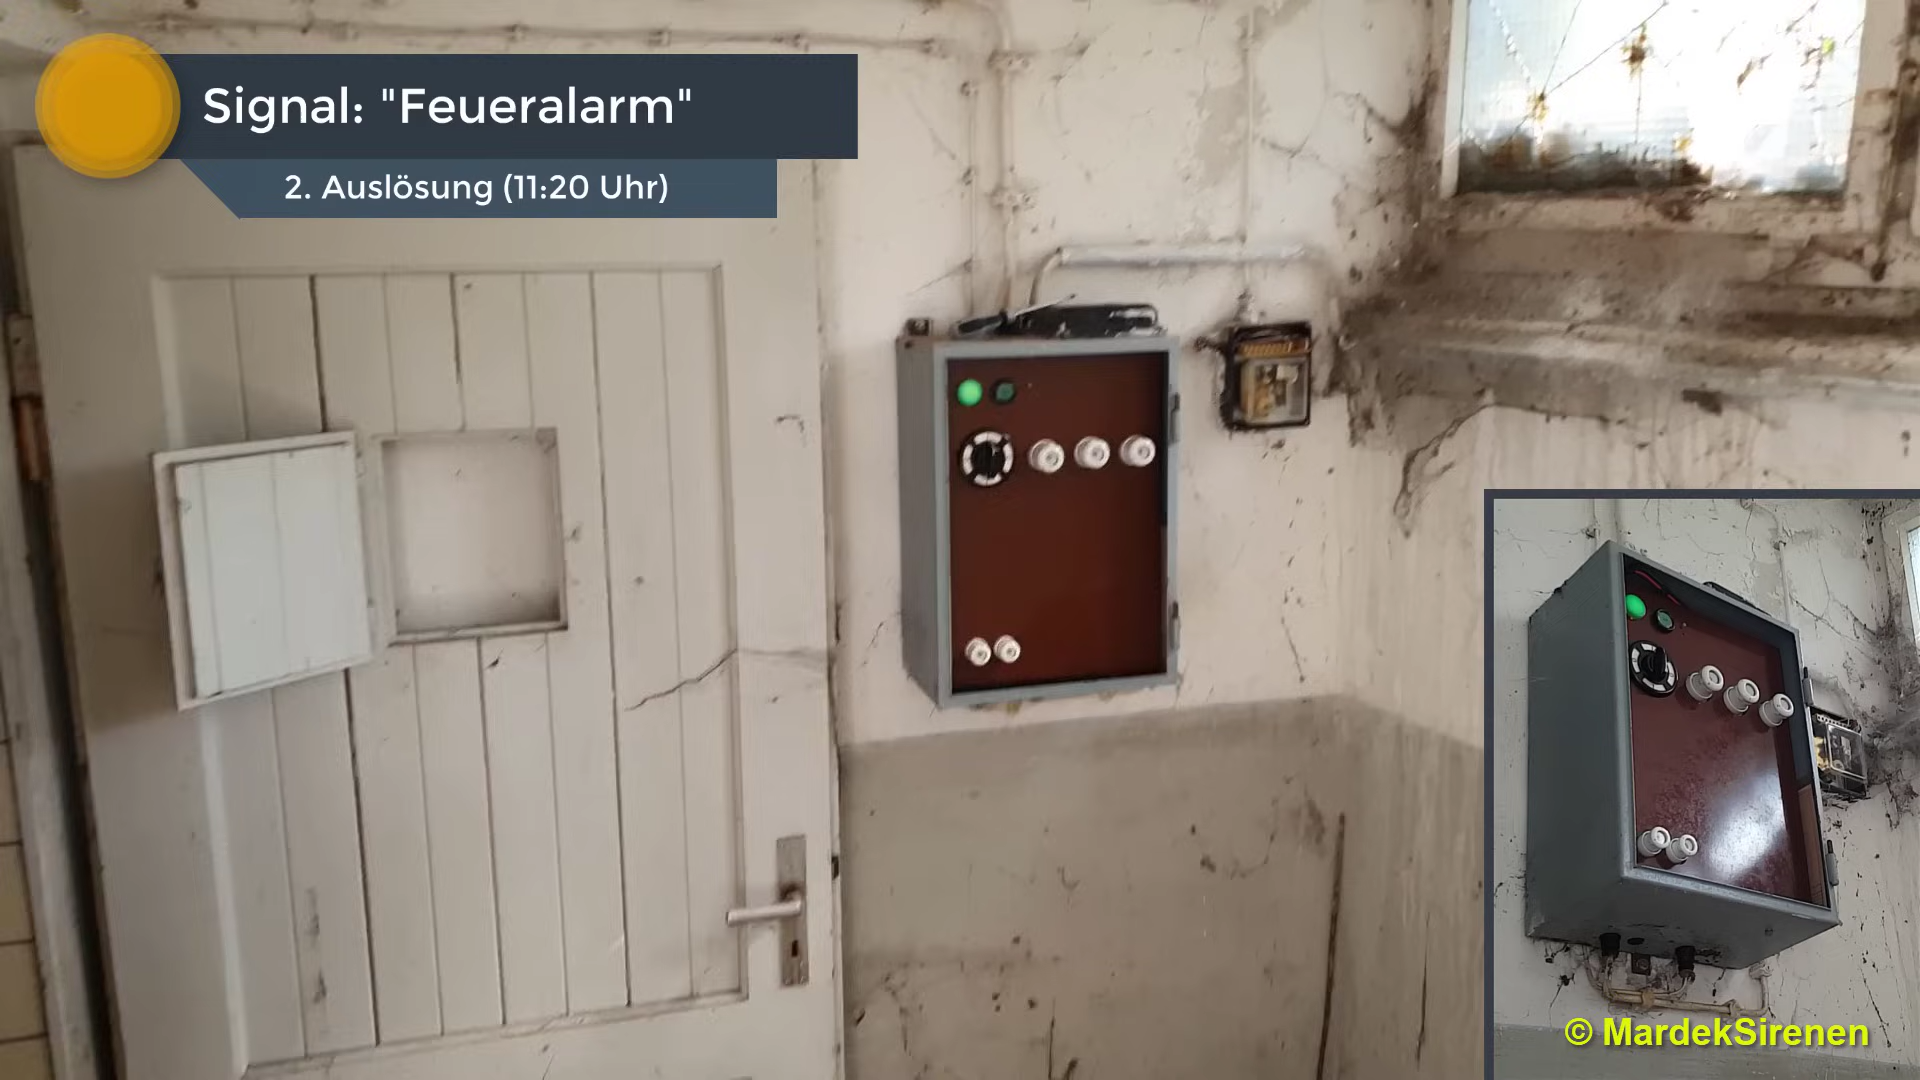 Signal: "Feueralarm"
2. Auslösung (11:20 Uhr)
© MardekSirenen